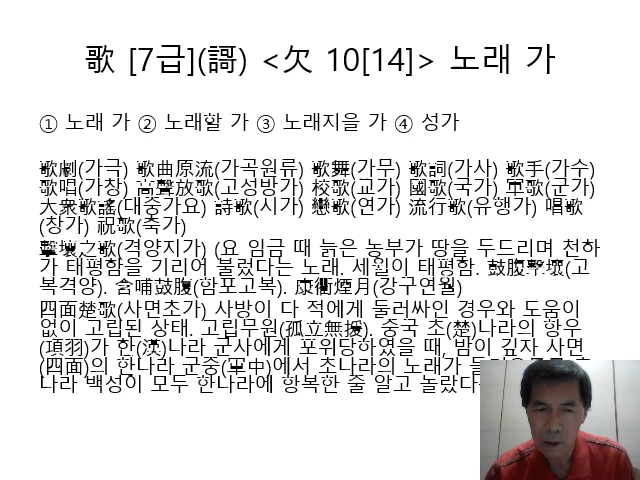 歌 [7급](謌) <欠 10[14]> 노래 가
① 노래 가 ② 노래할 가 ③ 노래지을 가 ④ 성가
歌劇(가극) 歌曲原流(가곡원류) 歌舞(가무) 歌詞(가사) 歌手(가수)
歌唱(가창) 高聲放歌(고성방가) 校歌(교가) 國歌(국가) 軍歌(군가)
大衆歌謠(대중가요) 詩歌(시가) 戀歌(연가) 流行歌(유행가) 唱歌
(창가) 祝歌(축가)
擊壤之歌(격양지가) (요 임금 때 늙은 농부가 땅을 두드리며 천하
가 태평함을 기리어 불렀다는 노래. 세월이 태평함. 鼓腹擊壤(고
복격양). 含哺鼓腹(함포고복). 康衢煙月(강구연월)
四面楚歌(사면초가) 사방이 다 적에게 둘러싸인 경우와 도움이
없이 고립된 상태. 고립무원(孤立無援). 중국 초(楚)나라의 항우
(項羽)가 한(漢)나라 군사에게 포위당하였을 때, 밤이 깊자 사면
(四面)의 한나라 군중(軍中)에서 초나라의 노래가
나라 백성이 모두 한나라에 항복한 줄 알고